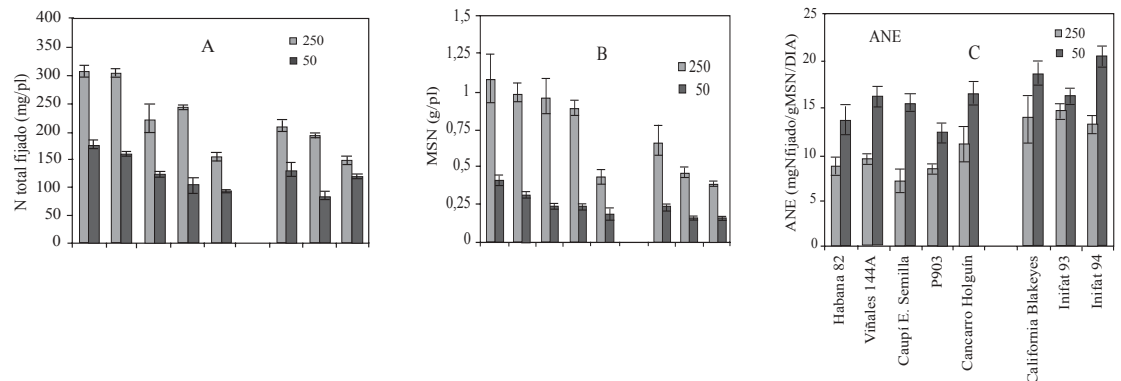 N total fijado (mg/pl)
400
350
300
250
200
150
100
50
0
A
250
50
MSN (g/pl)
1,5
1,25
1
0,75
0,5
0,25
0
B
250
50
ANE (mgNfijado/gMSN/DIA)
25
20
15
10
5
0
ANE
C
250
50
Habana 82
Viñales 144A
Caupí E. Semilla
P903
Cancarro Holguín
California Blakeyes
Inifat 93
Inifat 94